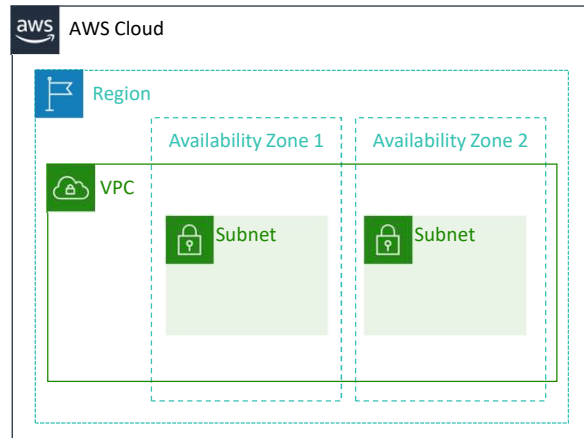 aws AWS Cloud
Region
Availability Zone 1 Availability Zone 2
VPC
Subnet Subnet